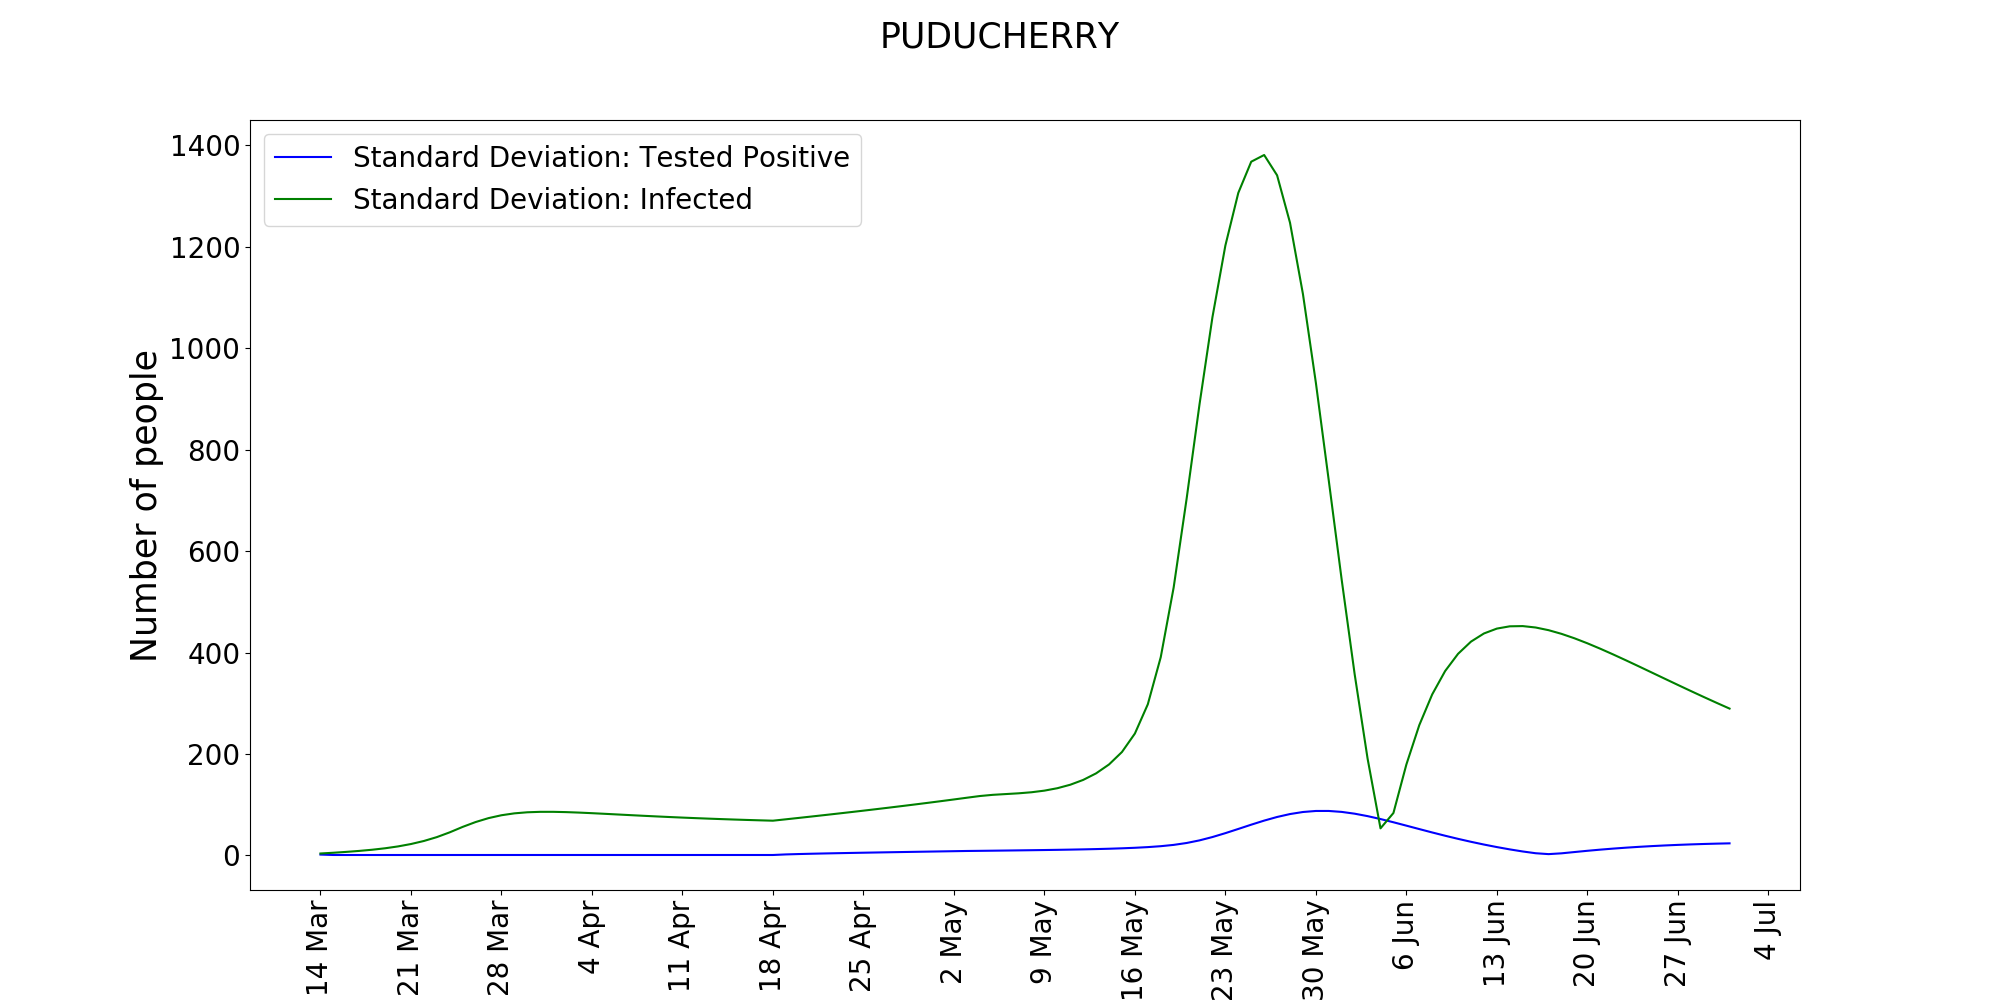 PUDUCHERRY
Standard Deviation: Tested Positive
Standard Deviation: Infected
Number of people
1400
1200
1000
800
600
400
200
0
14 Mar
21 Mar
28 Mar
4 Apr
11 Apr
18 Apr
25 Apr
2 May
9 May
16 May
23 May
30 May
6 Jun
13 Jun
20 Jun
27 Jun
4 Jul